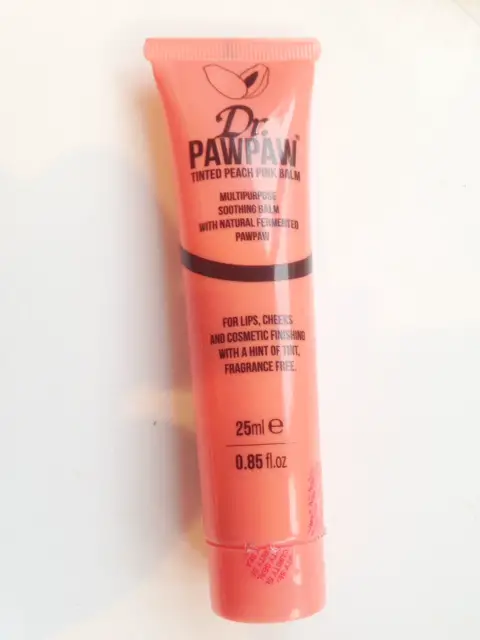 Dr.
PAWPAW
TINTED PEACH PINK BALM
MULTIPURPOSE
SOOTHING BALM
WITH NATURAL FERMENTED
PAWPAW
FOR LIPS, CHEEKS
AND COSMETIC FINISHING
WITH A HINT OF TINT,
FRAGRANCE FREE.
25ml e
0.85 fl.oz